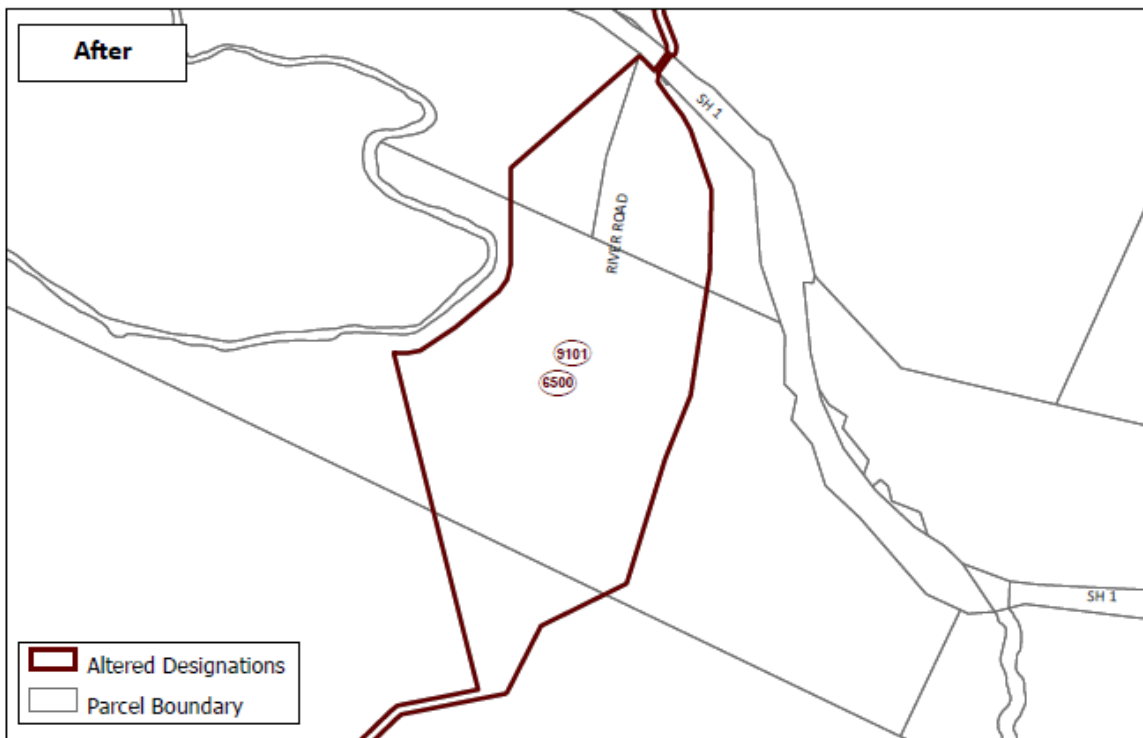 After
SH 1
RIVER ROAD
9101
6500
SH 1
Altered Designations
Parcel Boundary